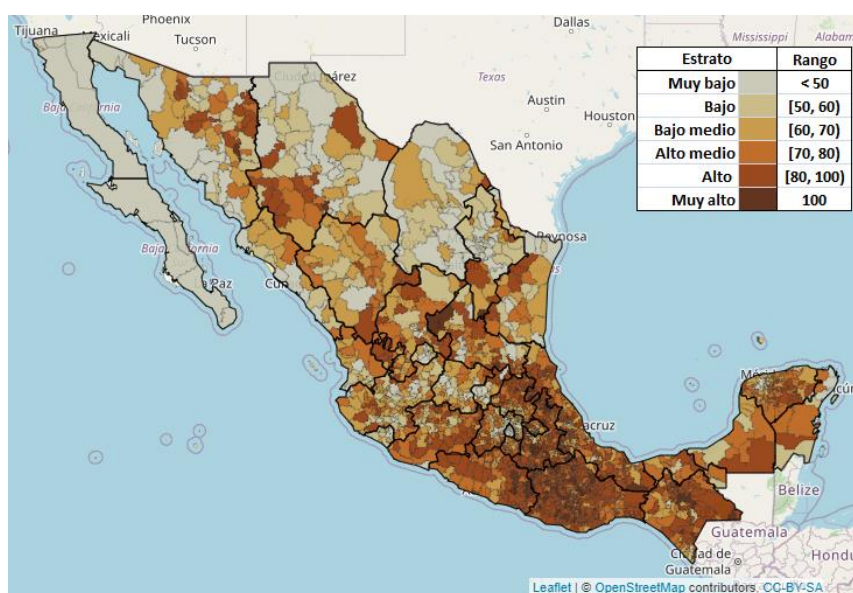 Phoenix
Dallas
Mississippi
Alabam
Tijuana
Mexicali
Tucson
Estrato Rango
Muy bajo < 50
Bajo [50, 60)
Bajo medio [60, 70)
Alto medio [70, 80)
Alto [80, 100)
Muy alto 100
Texas
Austin
Houston
San Antonio
Reynosa
Paz
Belize
Guatemala
Ciudad de
Guatemala
Hondu
Leaflet | © OpenStreetMap contributors, CC-BY-SA